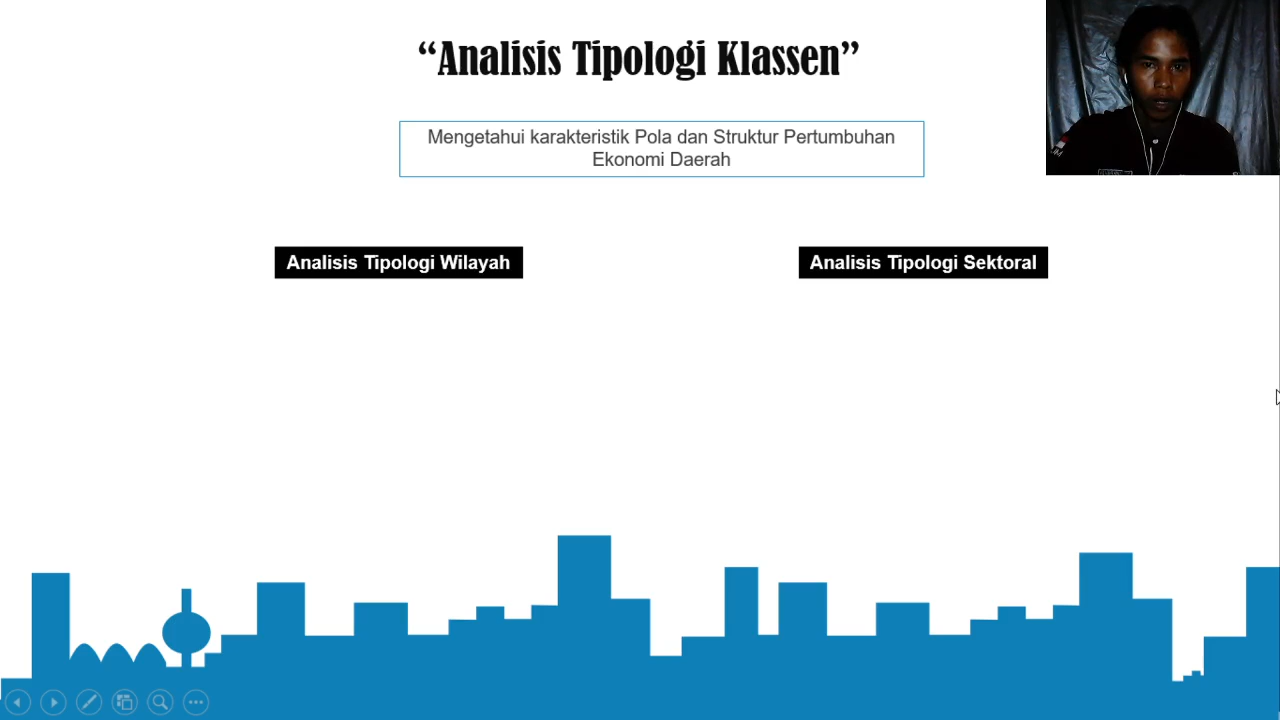 “Analisis Tipologi Klassen”
Mengetahui karakteristik Pola dan Struktur Pertumbuhan
Ekonomi Daerah
Analisis Tipologi Wilayah
Analisis Tipologi Sektoral